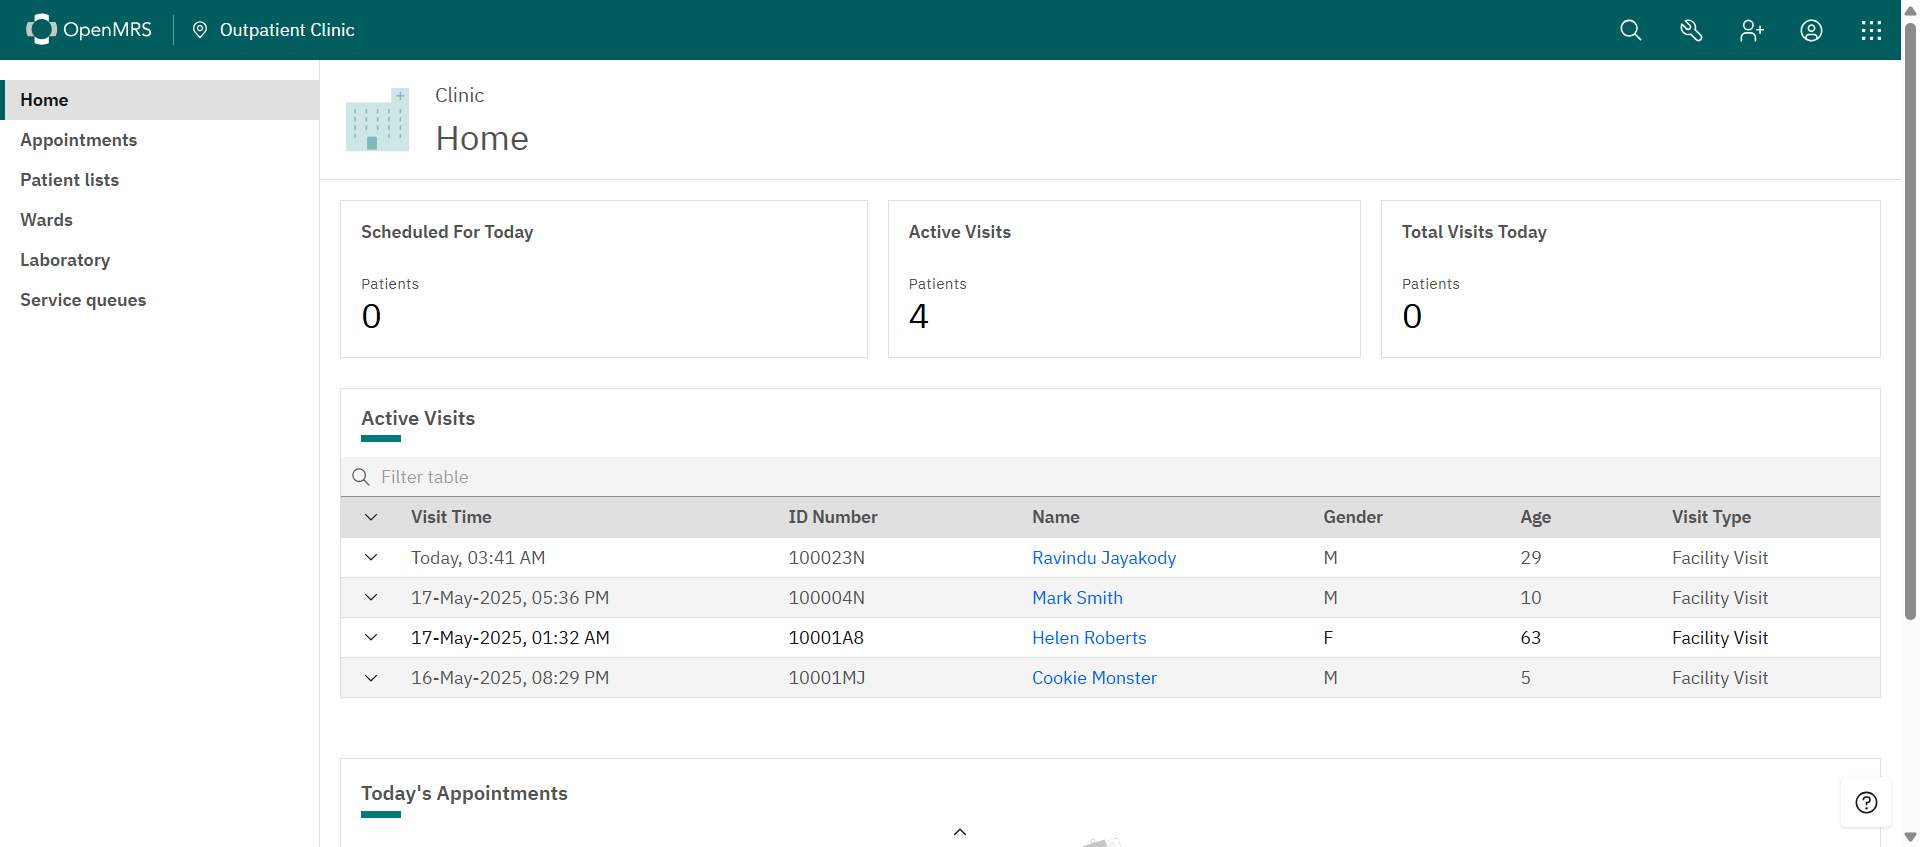 OpenMRS Outpatient Clinic
Home
Appointments
Patient lists
Wards
Laboratory
Service queues
Clinic
Home
Scheduled For Today
Patients
0
Active Visits
Patients
4
Total Visits Today
Patients
0
Active Visits
Filter table
Visit Time ID Number Name Gender Age Visit Type
Today, 03:41 AM 100023N Ravindu Jayakody M 29 Facility Visit
17-May-2025, 05:36 PM 100004N Mark Smith M 10 Facility Visit
17-May-2025, 01:32 AM 10001A8 Helen Roberts F 63 Facility Visit
16-May-2025, 08:29 PM 10001MJ Cookie Monster M 5 Facility Visit
Today's Appointments